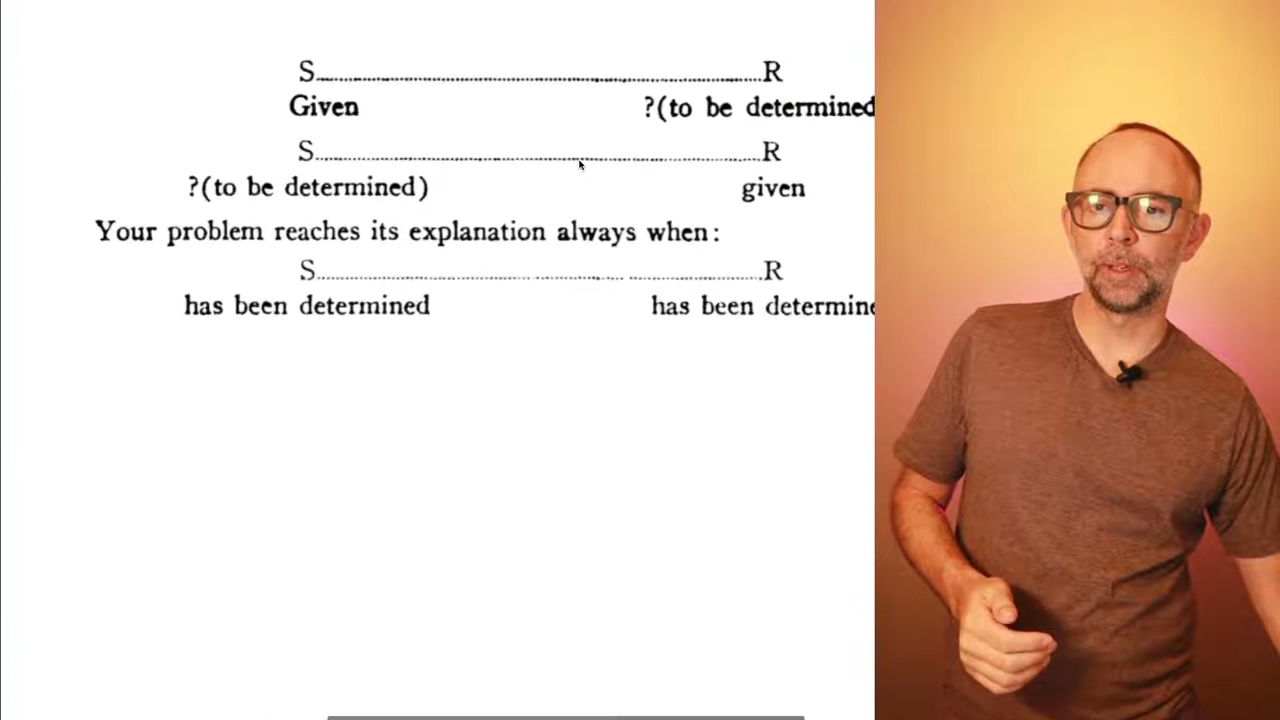 S......................................................R
Given ?(to be determined
S......................................................R
?(to be determined) given
Your problem reaches its explanation always when:
S......................................................R
has been determined has been determine